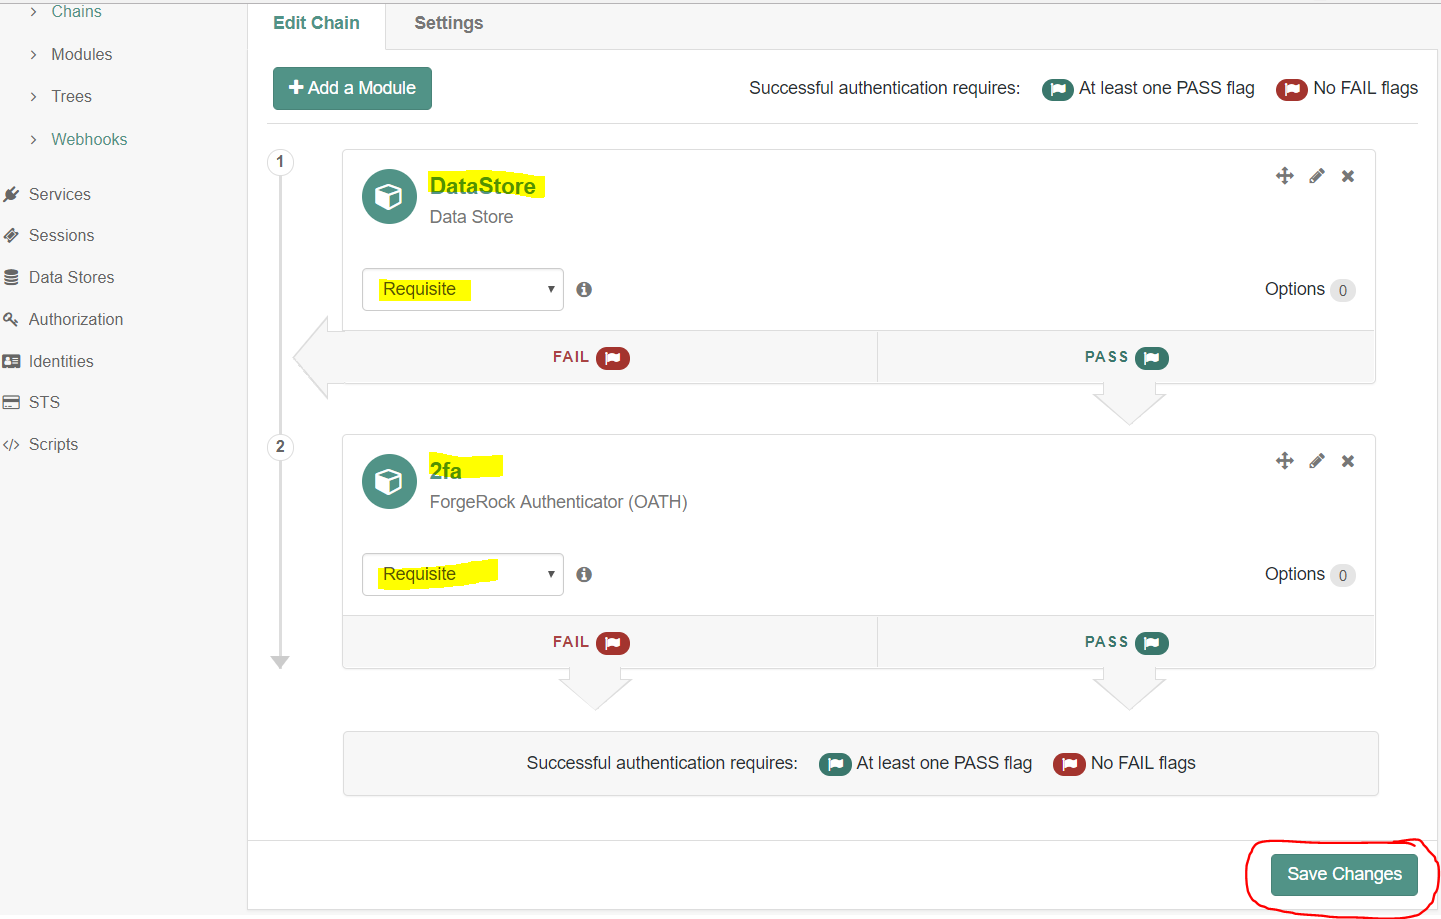 Chains
Modules
Trees
Webhooks
Services
Sessions
Data Stores
Authorization
Identities
STS
Scripts
Edit Chain
Settings
Add a Module
Successful authentication requires: At least one PASS flag No FAIL flags
1
DataStore
Data Store
Requisite
Options 0
FAIL PASS
2
2fa
ForgeRock Authenticator (OATH)
Requisite
Options 0
FAIL PASS
Successful authentication requires: At least one PASS flag No FAIL flags
Save Changes